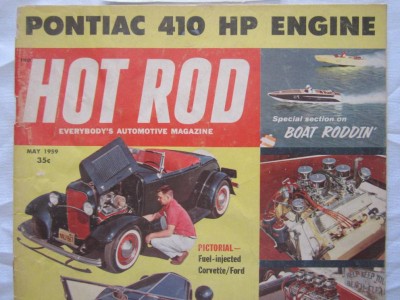 PONTIAC 410 HP ENGINE
HOT ROD
EVERYBODY'S AUTOMOTIVE MAGAZINE
MAY 1959
35c
Special section on
BOAT RODDIN'
PICTORIAL—
Fuel-injected
Corvette/Ford